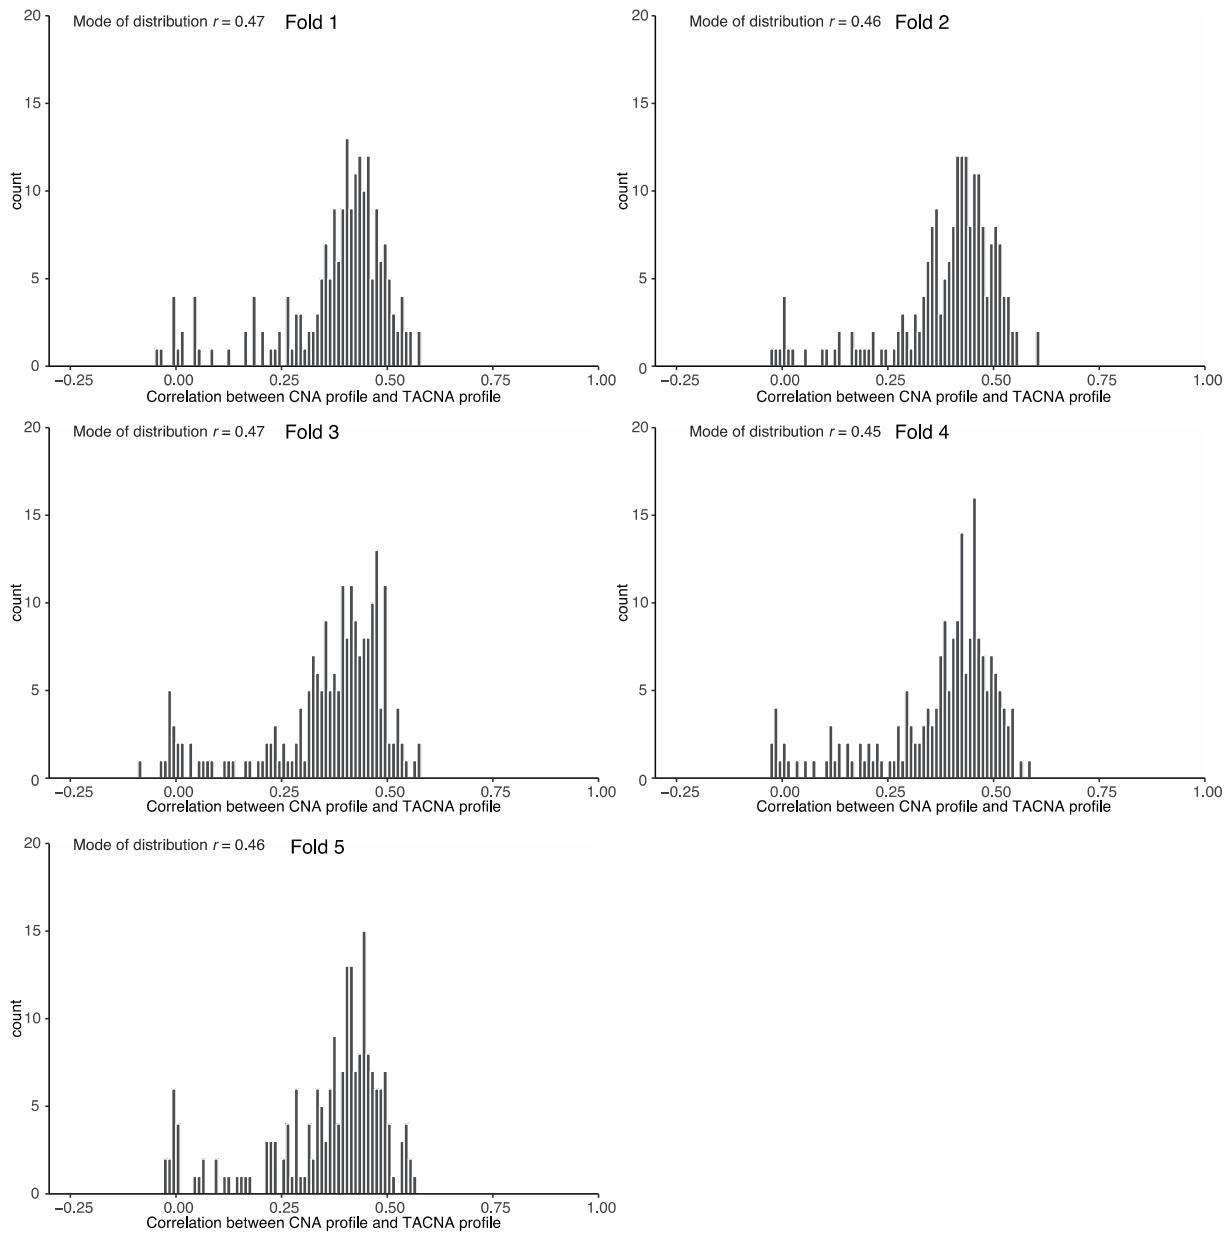 Mode of distribution r = 0.47 Fold 1
20
15
10
5
0
count
−0.25 0.00 0.25 0.50 0.75 1.00
Correlation between CNA profile and TACNA profile
Mode of distribution r = 0.46 Fold 2
20
15
10
5
0
count
−0.25 0.00 0.25 0.50 0.75 1.00
Correlation between CNA profile and TACNA profile
Mode of distribution r = 0.47 Fold 3
20
15
10
5
0
count
−0.25 0.00 0.25 0.50 0.75 1.00
Correlation between CNA profile and TACNA profile
Mode of distribution r = 0.45 Fold 4
20
15
10
5
0
count
−0.25 0.00 0.25 0.50 0.75 1.00
Correlation between CNA profile and TACNA profile
Mode of distribution r = 0.46 Fold 5
20
15
10
5
0
count
−0.25 0.00 0.25 0.50 0.75 1.00
Correlation between CNA profile and TACNA profile